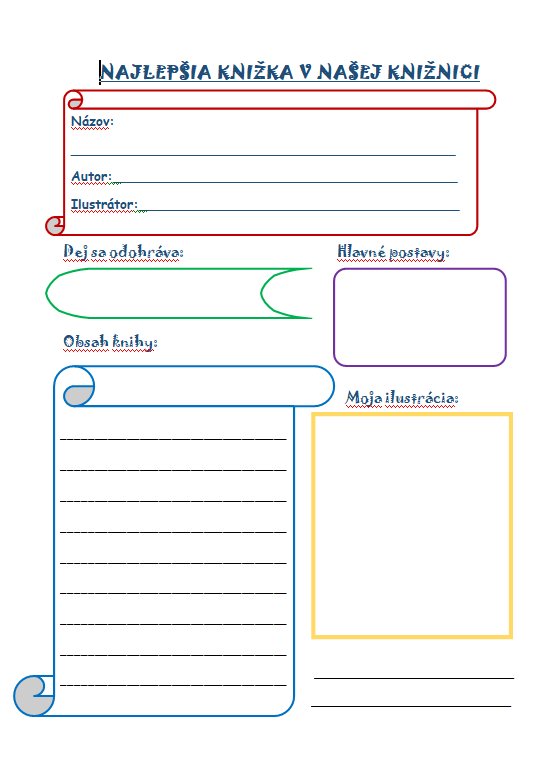 NAJLEPŠIA KNIŽKA V NAŠEJ KNIŽNICI
Názov:
Autor:
Ilustrátor:
Dej sa odohráva:
Hlavné postavy:
Obsah knihy:
Moja ilustrácia: